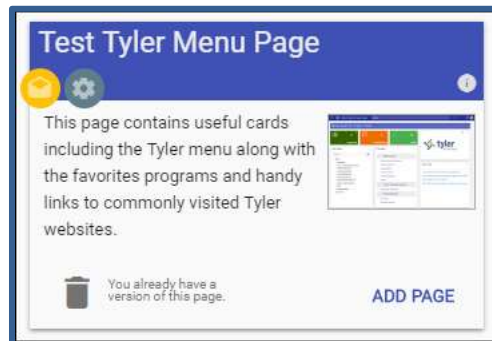 Test Tyler Menu Page
This page contains useful cards
including the Tyler menu along with
the favorites programs and handy
links to commonly visited Tyler
websites.
tyler
You already have a
version of this page.
ADD PAGE